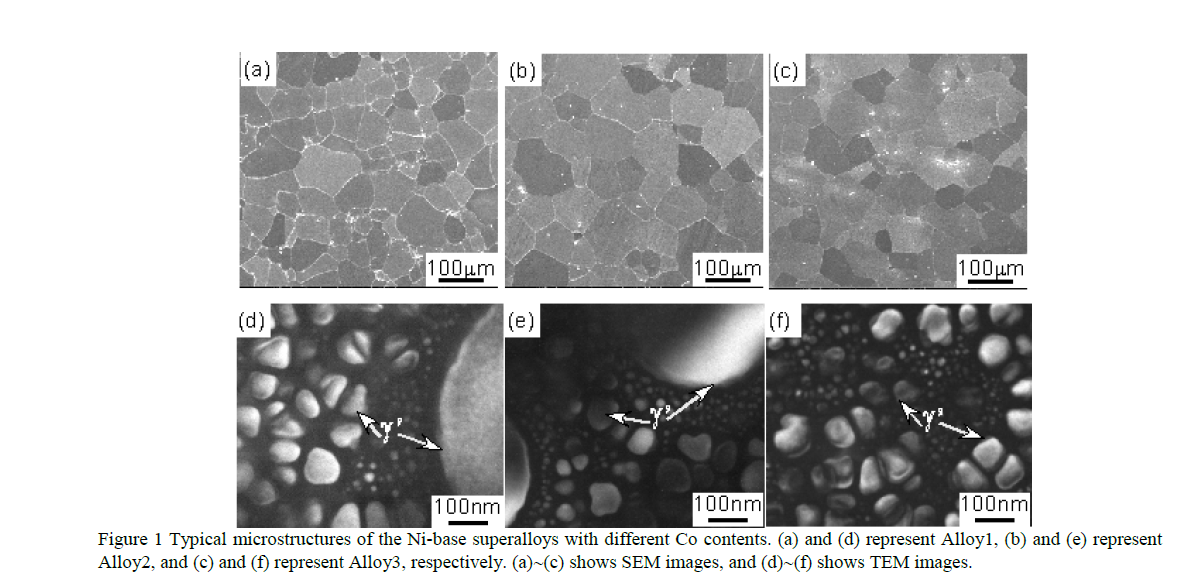 (a)
(b)
(c)
100μm
100μm
100μm
(d)
(e)
(f)
γ’
γ’
γ’
100nm
100nm
100nm
Figure 1 Typical microstructures of the Ni-base superalloys with different Co contents. (a) and (d) represent Alloy1, (b) and (e) represent
Alloy2, and (c) and (f) represent Alloy3, respectively. (a)~(c) shows SEM images, and (d)~(f) shows TEM images.